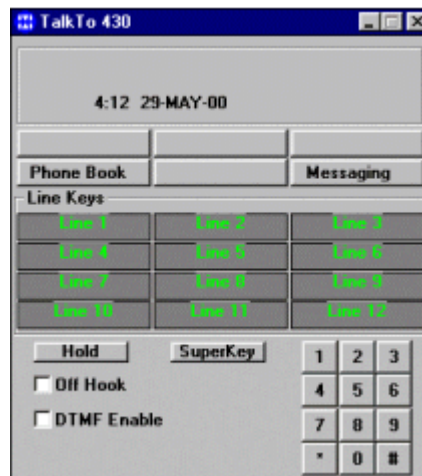 TalkTo 430
4:12 29-MAY-00
Phone Book Messaging
Line Keys
Line 1 Line 2 Line 3
Line 4 Line 5 Line 6
Line 7 Line 8 Line 9
Line 10 Line 11 Line 12
Hold SuperKey
Off Hook
DTMF Enable
1 2 3
4 5 6
7 8 9
* 0 #